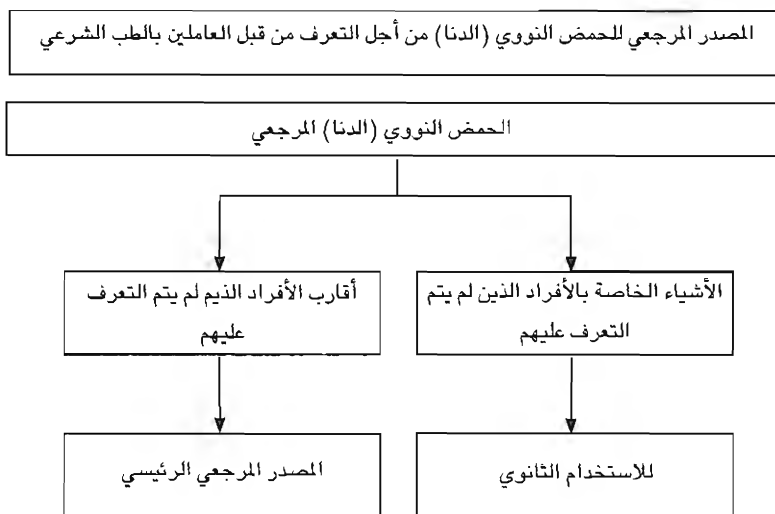 المصدر المرجعي للحمض النووي (الدنا) من أجل التعرف من قبل العاملين بالطب الشرعي
الحمض النووي (الدنا) المرجعي
الأشياء الخاصة بالأفراد الذين لم يتم
التعرف عليهم
أقارب الأفراد الذيم لم يتم التعرف
عليهم
للاستخدام الثانوي
المصدر المرجعي الرئيسي